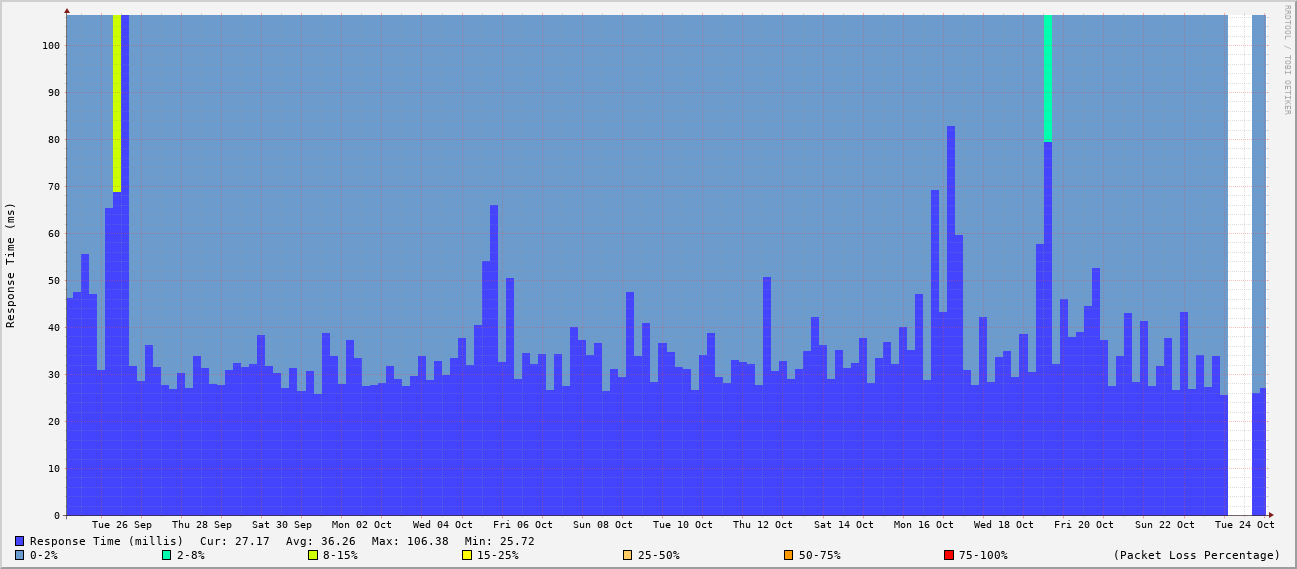 RRDTOOL / TOBI OETIKER
Response Time (ms)
100
90
80
70
60
50
40
30
20
10
0
Tue 26 Sep Thu 28 Sep Sat 30 Sep Mon 02 Oct Wed 04 Oct Fri 06 Oct Sun 08 Oct Tue 10 Oct Thu 12 Oct Sat 14 Oct Mon 16 Oct Wed 18 Oct Fri 20 Oct Sun 22 Oct Tue 24 Oct
Response Time (millis) Cur: 27.17 Avg: 36.26 Max: 106.38 Min: 25.72
0-2% 2-8% 8-15% 15-25% 25-50% 50-75% 75-100% (Packet Loss Percentage)